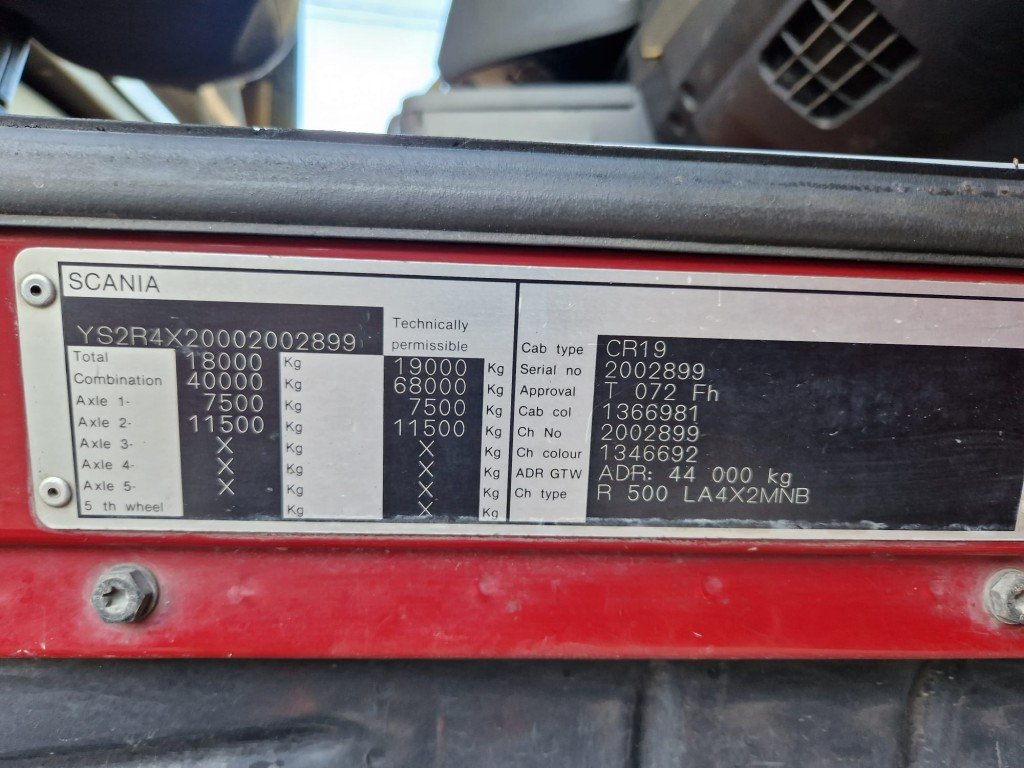 SCANIA
YS2R4X20002002899
Technically
permissible
Total 18000 Kg 19000 Kg
Combination 40000 Kg 68000 Kg
Axle 1- 7500 Kg 7500 Kg
Axle 2- 11500 Kg 11500 Kg
Axle 3- X Kg X Kg
Axle 4- X Kg X Kg
Axle 5- X Kg X Kg
5 th wheel Kg X Kg
Cab type CR19
Serial no 2002899
Approval T 072 Fh
Cab col 1366981
Ch No 2002899
Ch colour 1346692
ADR GTW ADR: 44 000 kg
Ch type R 500 LA4X2MNB